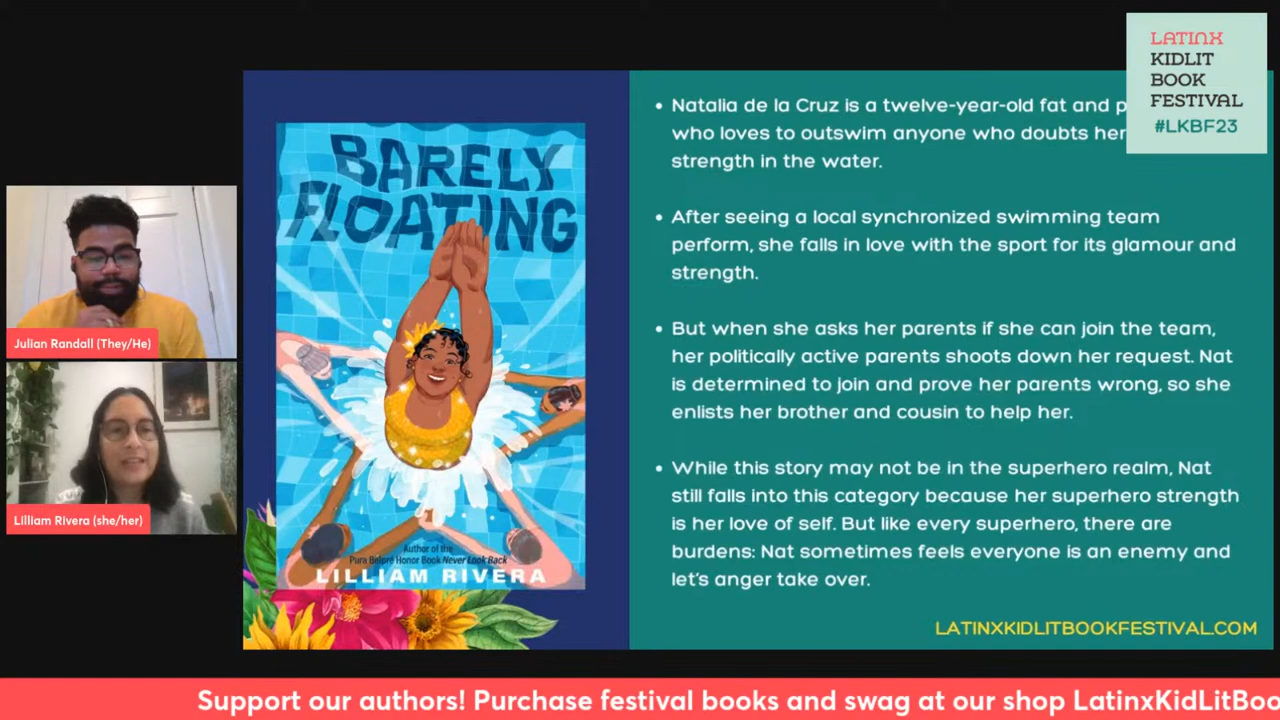 LATINX
KIDLIT
BOOK
FESTIVAL
#LKBF23
BARELY
FLOATING
Author of the
Pura Belpré Honor Book Never Look Back
LILLIAM RIVERA
• Natalia de la Cruz is a twelve-year-old fat and
who loves to outswim anyone who doubts her
strength in the water.
• After seeing a local synchronized swimming team
perform, she falls in love with the sport for its glamour and
strength.
• But when she asks her parents if she can join the team,
her politically active parents shoots down her request. Nat
is determined to join and prove her parents wrong, so she
enlists her brother and cousin to help her.
• While this story may not be in the superhero realm, Nat
still falls into this category because her superhero strength
is her love of self. But like every superhero, there are
burdens: Nat sometimes feels everyone is an enemy and
let's anger take over.
LATINXKIDLITBOOKFESTIVAL.COM
Julian Randall (They/He)
Lilliam Rivera (she/her)
Support our authors! Purchase festival books and swag at our shop LatinxKidLitBoo